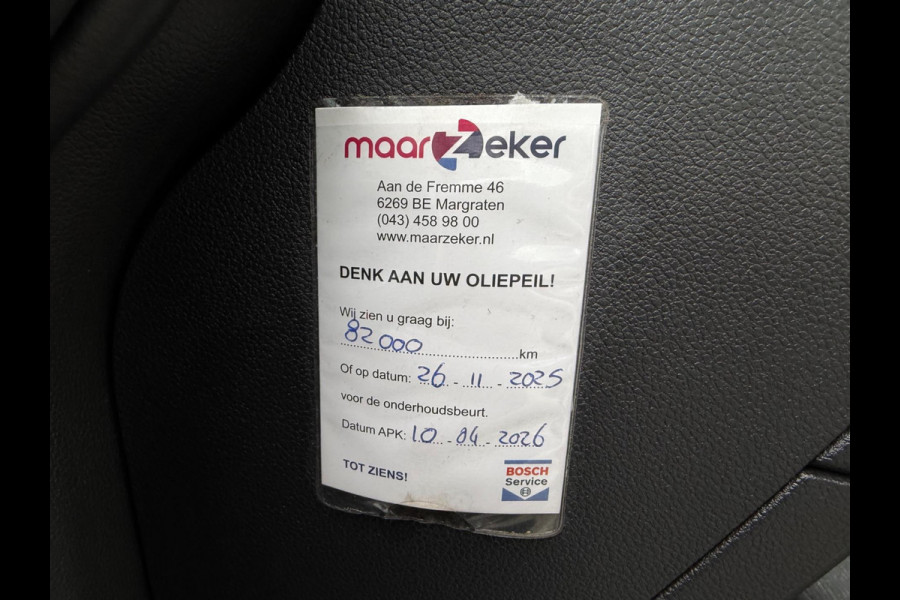 maarzeker
Aan de Fremme 46
6269 BE Margraten
(043) 458 98 00
www.maarzeker.nl
DENK AAN UW OLIEPEIL!
Wij zien u graag bij:
82000 km
Of op datum: 26 - 11 - 2025
voor de onderhoudsbeurt.
Datum APK: 10 - 04 - 2026
TOT ZIENS!
BOSCH
Service